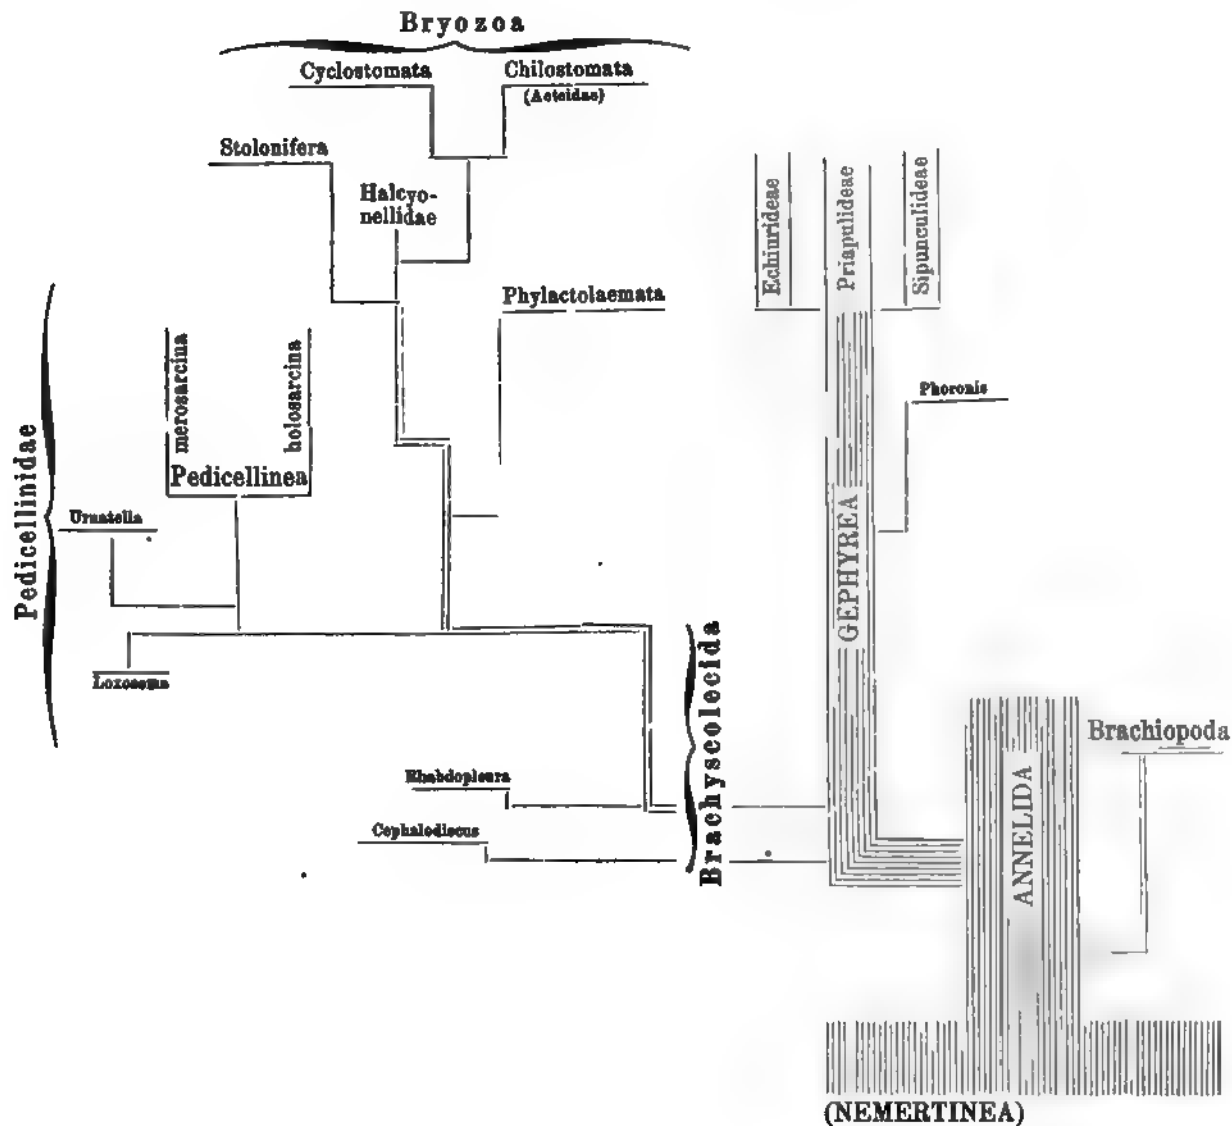 Bryozoa
Cyclostomata
Chilostomata
(Aeteidae)
Stolonifera
Halcyo-
nellidae
Echiurideae
Priapulideae
Sipunculideae
Phylactolaemata
merosarcina
holosarcina
Phoronis
Pedicellinea
Pedicellinidae
Urnatella
GEPHYREA
Loxosoma
Brachyscolecida
Brachiopoda
Rhabdopleura
Cephalodiscus
ANNELIDA
(NEMERTINEA)